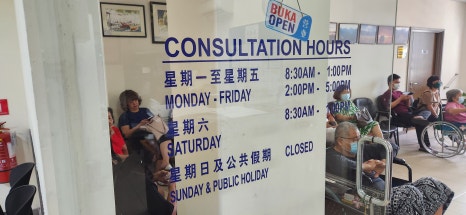 BUKA
OPEN
CONSULTATION HOURS
星期一至星期五 8:30AM - 1:00PM
MONDAY - FRIDAY 2:00PM - 5:00PM
星期六 8:30AM -
SATURDAY
星期日及公共假期 CLOSED
SUNDAY & PUBLIC HOLIDAY